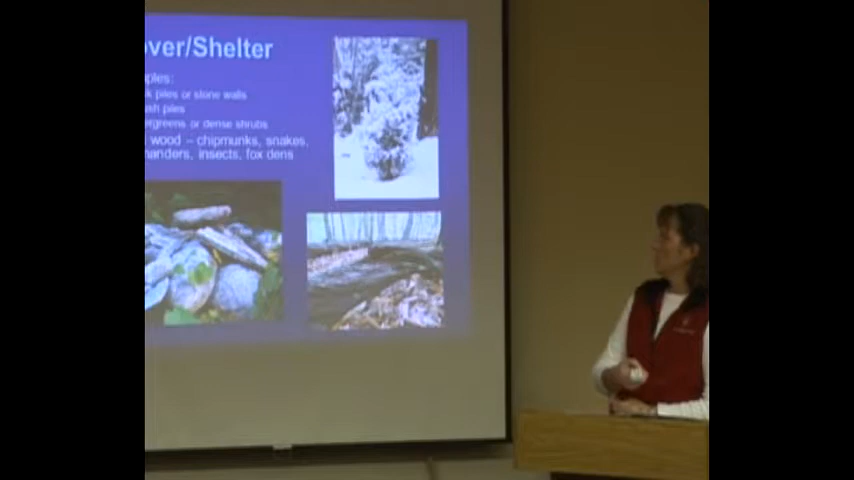 over/Shelter
ples:
k piles or stone walls
sh piles
ergreens or dense shrubs
wood – chipmunks, snakes,
manders, insects, fox dens